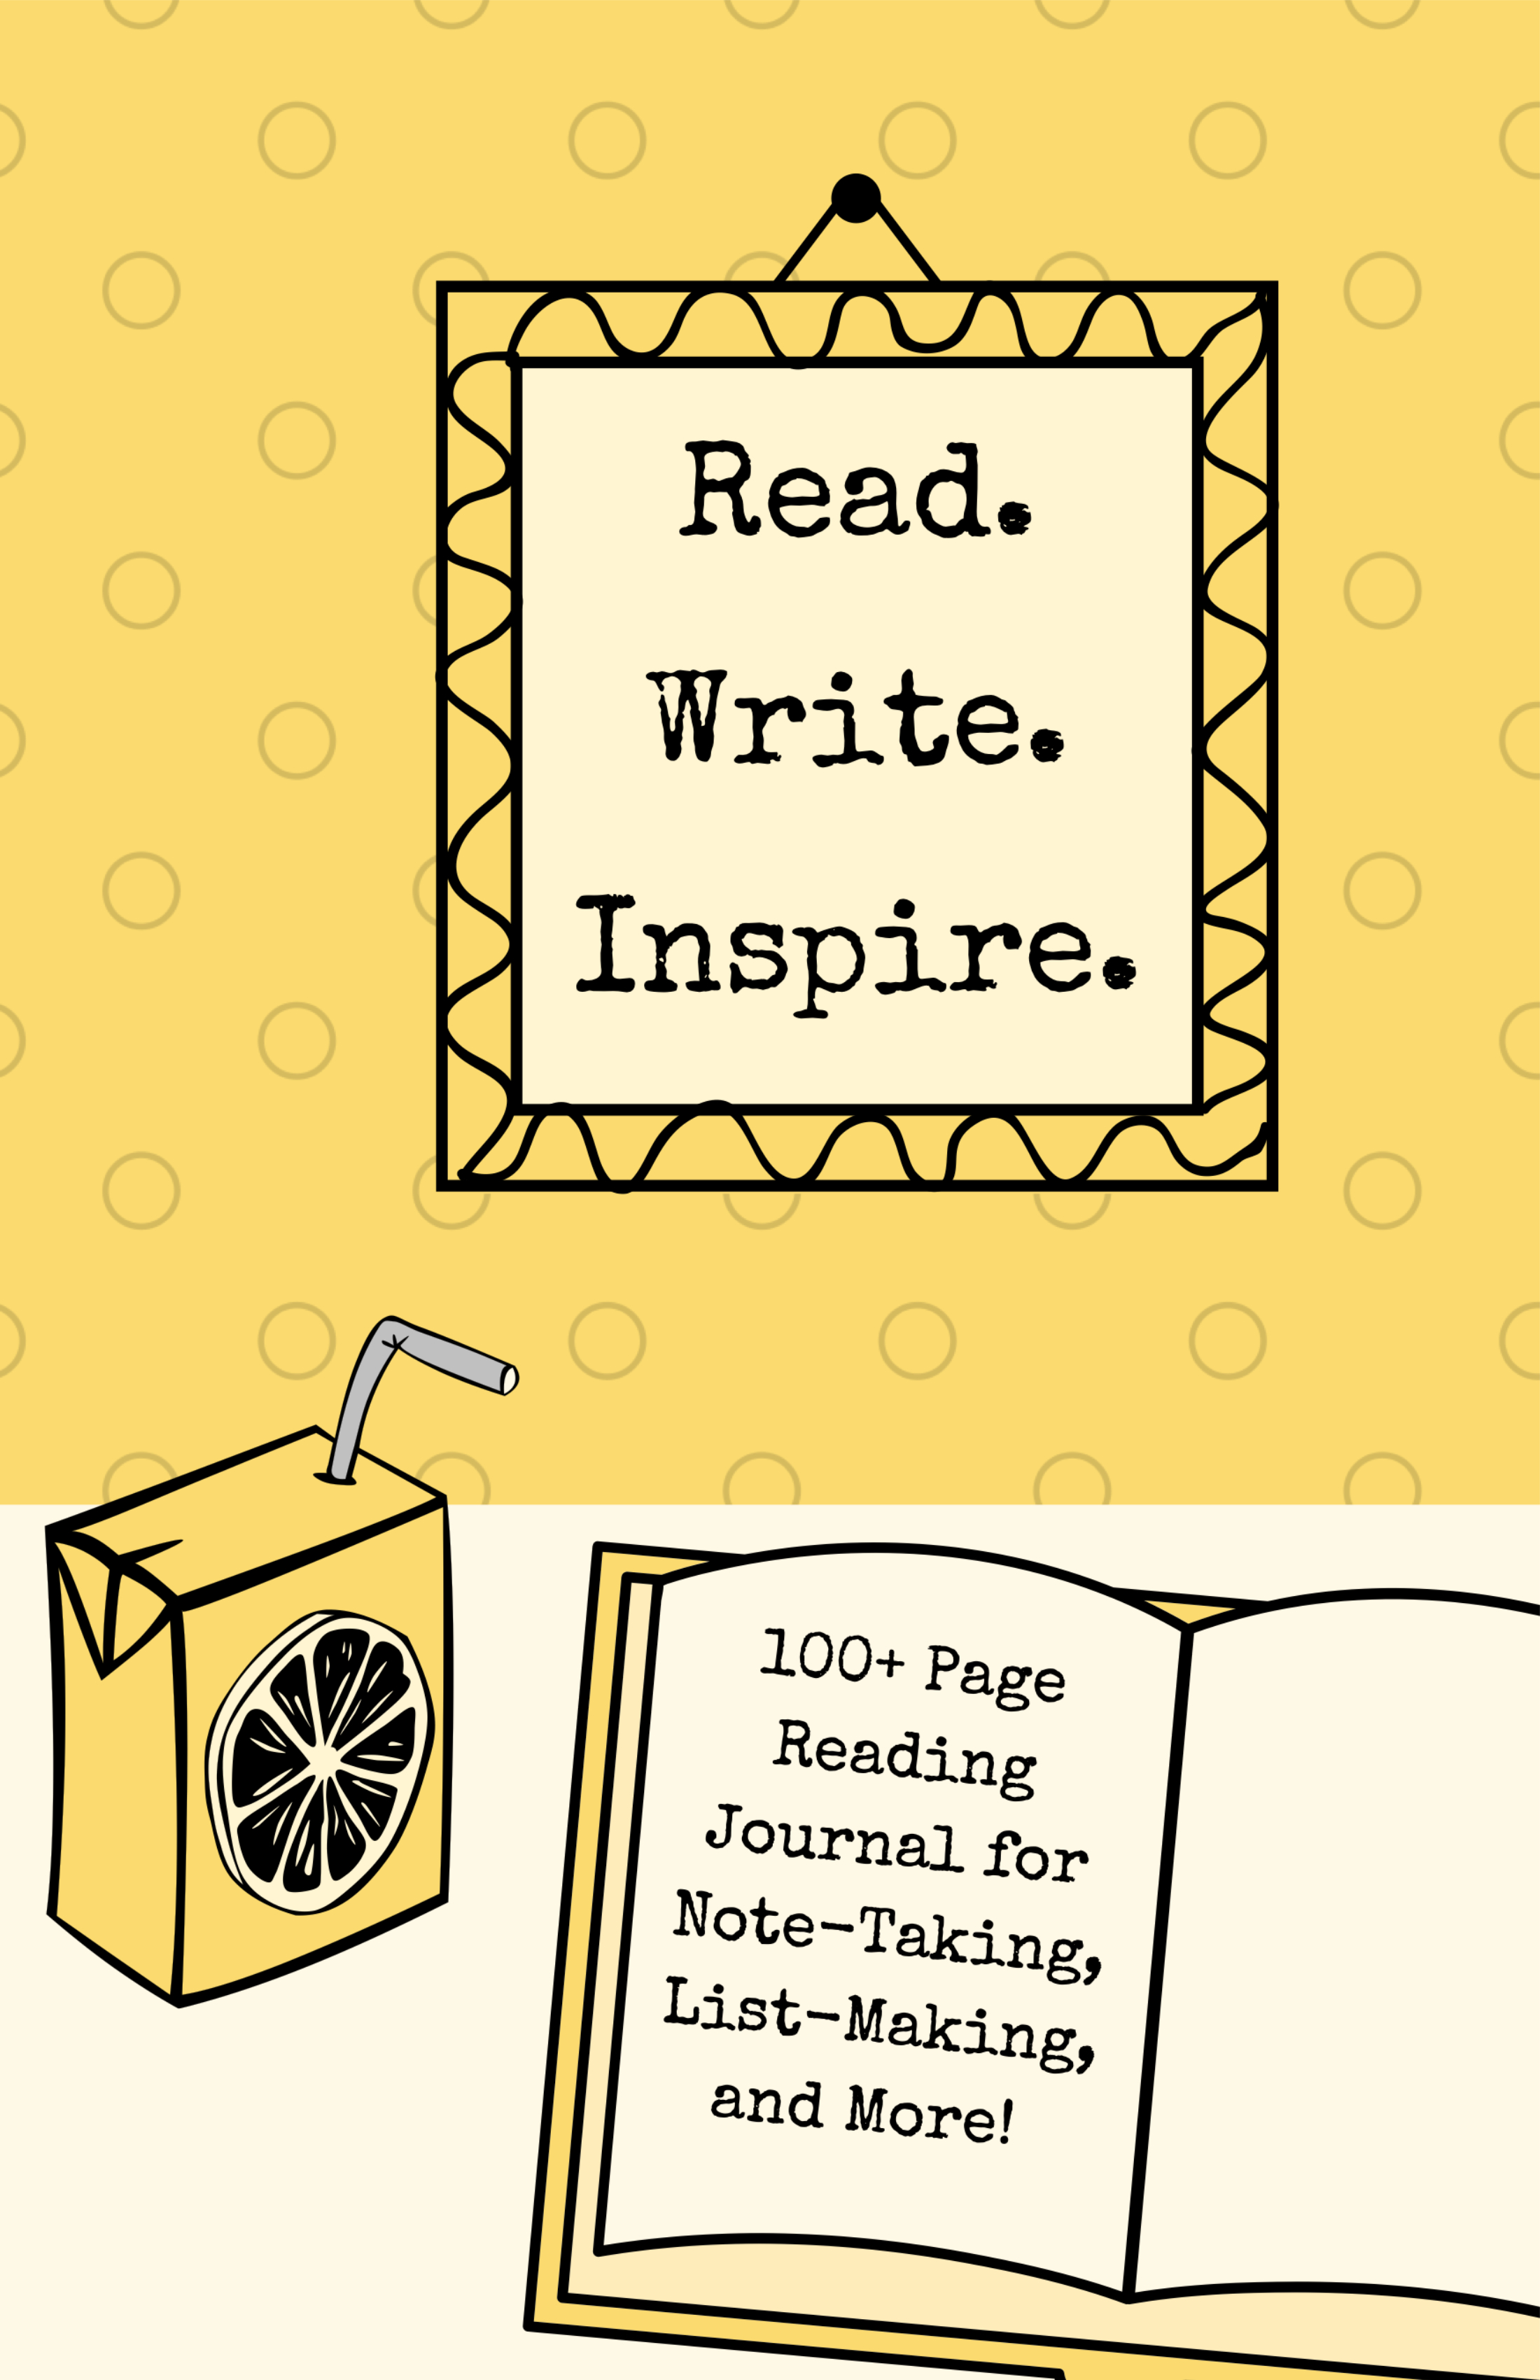 Read.
Write.
Inspire.
100+ Page
Reading
Journal for
Note-Taking,
List-Making,
and More!